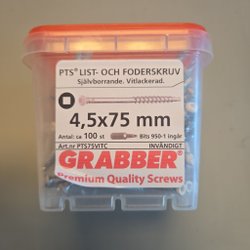 PTS® LIST- OCH FODERSKRUV
Självborrande. Vitlackerad.
4,5x75 mm
Antal: ca 100 st
Bits 950-1 ingår
Art.nr PTS75VITC
INVÄNDIGT
GRABBER®
Premium Quality Screws